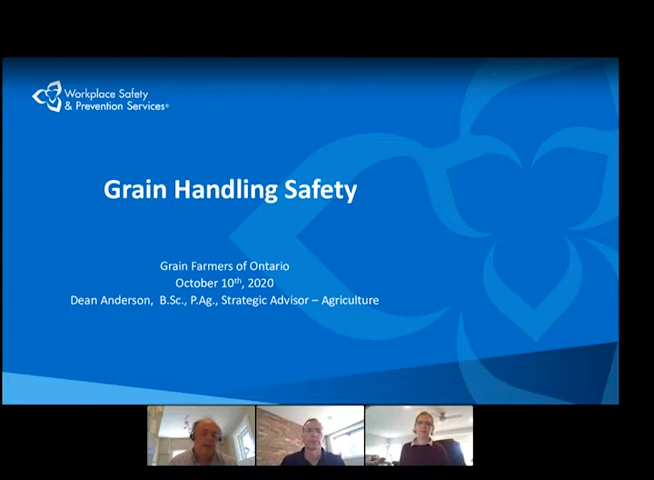 Workplace Safety
& Prevention Services®
Grain Handling Safety
Grain Farmers of Ontario
October 10th, 2020
Dean Anderson, B.Sc., P.Ag., Strategic Advisor – Agriculture